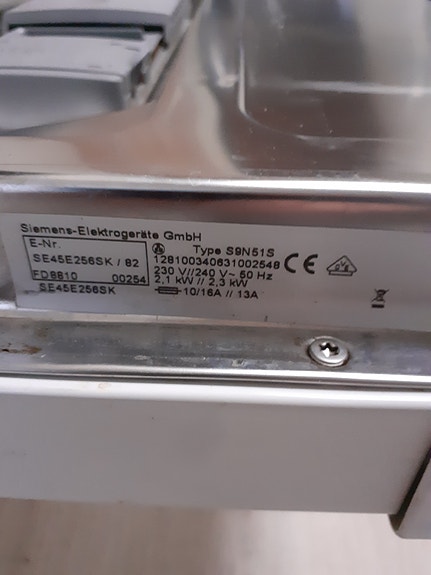 Siemens-Elektrogeräte GmbH
E-Nr. Type S9N51S
SE45E256SK / 82 128100340631002548 CE
230 V//240 V~ 50 Hz
FD8810 00254 2,1 kW // 2,3 kW
SE45E256SK 10/16A // 13A